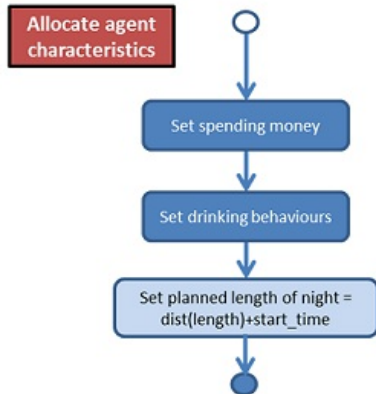 Allocate agent
characteristics
Set spending money
Set drinking behaviours
Set planned length of night =
dist(length)+start_time